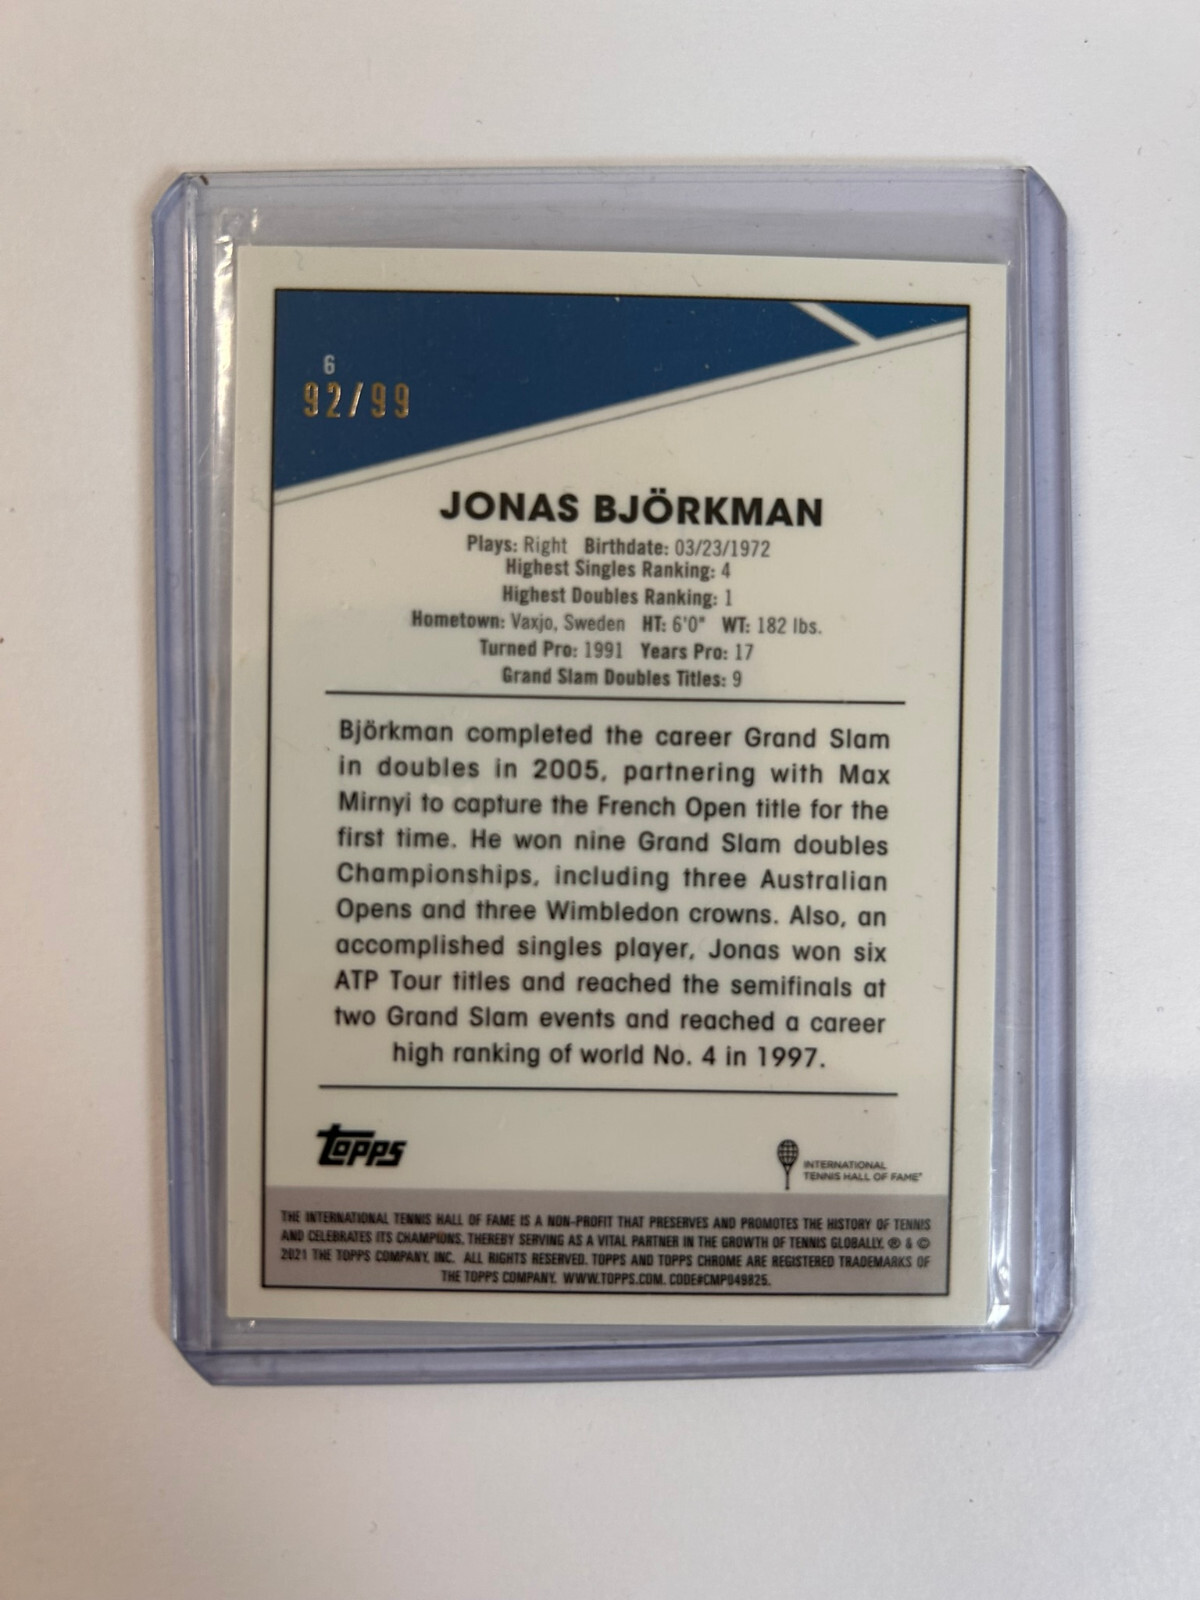 6
92/99
JONAS BJÖRKMAN
Plays: Right Birthdate: 03/23/1972
Highest Singles Ranking: 4
Highest Doubles Ranking: 1
Hometown: Vaxjo, Sweden HT: 6'0" WT: 182 lbs.
Turned Pro: 1991 Years Pro: 17
Grand Slam Doubles Titles: 9
Björkman completed the career Grand Slam
in doubles in 2005, partnering with Max
Mirnyi to capture the French Open title for the
first time. He won nine Grand Slam doubles
Championships, including three Australian
Opens and three Wimbledon crowns. Also, an
accomplished singles player, Jonas won six
ATP Tour titles and reached the semifinals at
two Grand Slam events and reached a career
high ranking of world No. 4 in 1997.
topps
INTERNATIONAL
TENNIS HALL OF FAME®
THE INTERNATIONAL TENNIS HALL OF FAME IS A NON-PROFIT THAT PRESERVES AND PROMOTES THE HISTORY OF TENNIS
AND CELEBRATES ITS CHAMPIONS, THEREBY SERVING AS A VITAL PARTNER IN THE GROWTH OF TENNIS GLOBALLY. ® & ©
2021 THE TOPPS COMPANY, INC. ALL RIGHTS RESERVED. TOPPS AND TOPPS CHROME ARE REGISTERED TRADEMARKS OF
THE TOPPS COMPANY. WWW.TOPPS.COM. CODE#CMP049825.